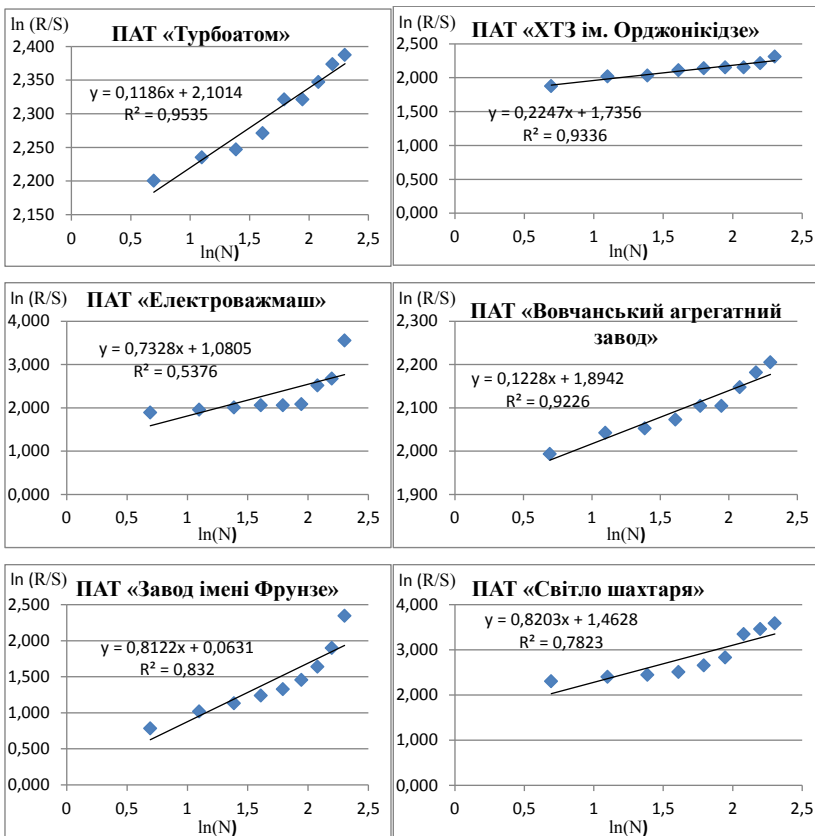 ln (R/S)
ПАТ «Турбоатом»
2,400
2,350
2,300
2,250
2,200
2,150
y = 0,1186x + 2,1014
R² = 0,9535
0
0,5
1
1,5
2
2,5
ln(N)
ln (R/S)
ПАТ «ХТЗ ім. Орджонікідзе»
2,500
2,000
1,500
1,000
0,500
0,000
y = 0,2247x + 1,7356
R² = 0,9336
0
0,5
1
1,5
2
2,5
ln(N)
ln (R/S)
ПАТ «Електроважмаш»
4,000
3,000
2,000
1,000
0,000
y = 0,7328x + 1,0805
R² = 0,5376
0
0,5
1
1,5
2
2,5
ln(N)
ln (R/S)
ПАТ «Вовчанський агрегатний
завод»
2,300
2,200
2,100
2,000
1,900
y = 0,1228x + 1,8942
R² = 0,9226
0
0,5
1
1,5
2
2,5
ln(N)
ln (R/S)
ПАТ «Завод імені Фрунзе»
2,500
2,000
1,500
1,000
0,500
0,000
y = 0,8122x + 0,0631
R² = 0,832
0
0,5
1
1,5
2
2,5
ln(N)
ln (R/S)
ПАТ «Світло шахтаря»
4,000
3,000
2,000
1,000
0,000
y = 0,8203x + 1,4628
R² = 0,7823
0
0,5
1
1,5
2
2,5
ln(N)